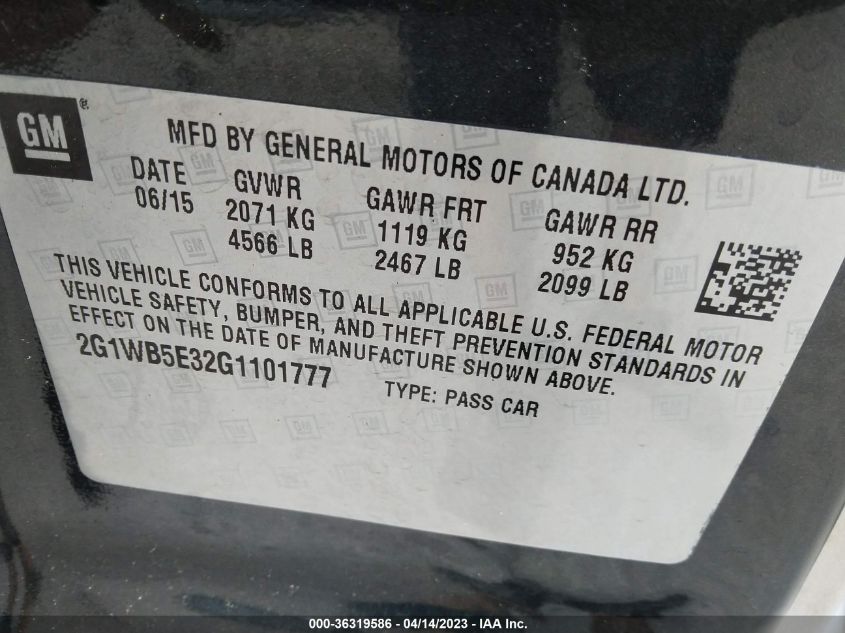 GM®
MFD BY GENERAL MOTORS OF CANADA LTD.
DATE GVWR GAWR FRT GAWR RR
06/15 2071 KG 1119 KG 952 KG
4566 LB 2467 LB 2099 LB
THIS VEHICLE CONFORMS TO ALL APPLICABLE U.S. FEDERAL MOTOR
VEHICLE SAFETY, BUMPER, AND THEFT PREVENTION STANDARDS IN
EFFECT ON THE DATE OF MANUFACTURE SHOWN ABOVE.
2G1WB5E32G1101777 TYPE: PASS CAR
000-36319586 - 04/14/2023 - IAA Inc.